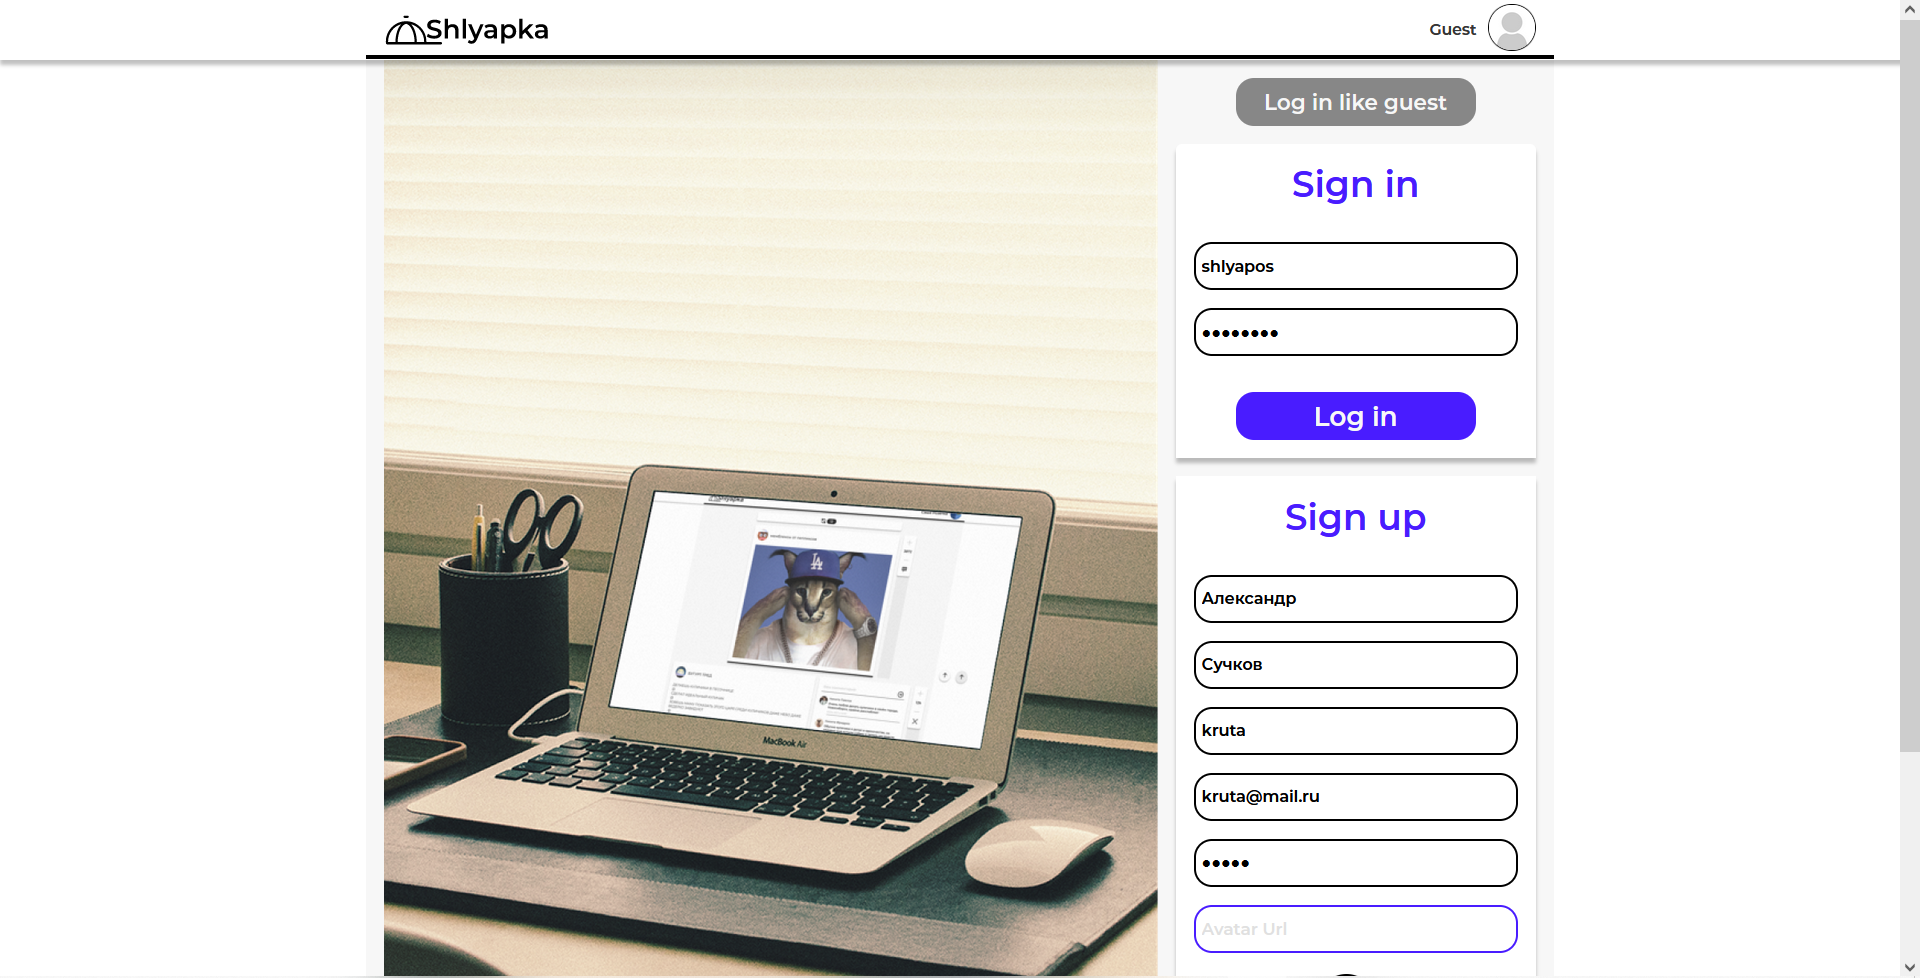 Shlyapka
Guest
Log in like guest
Sign in
shlyapos
••••••••
Log in
Sign up
Александр
Сучков
kruta
kruta@mail.ru
•••••
Avatar Url
LA
MacBook Air